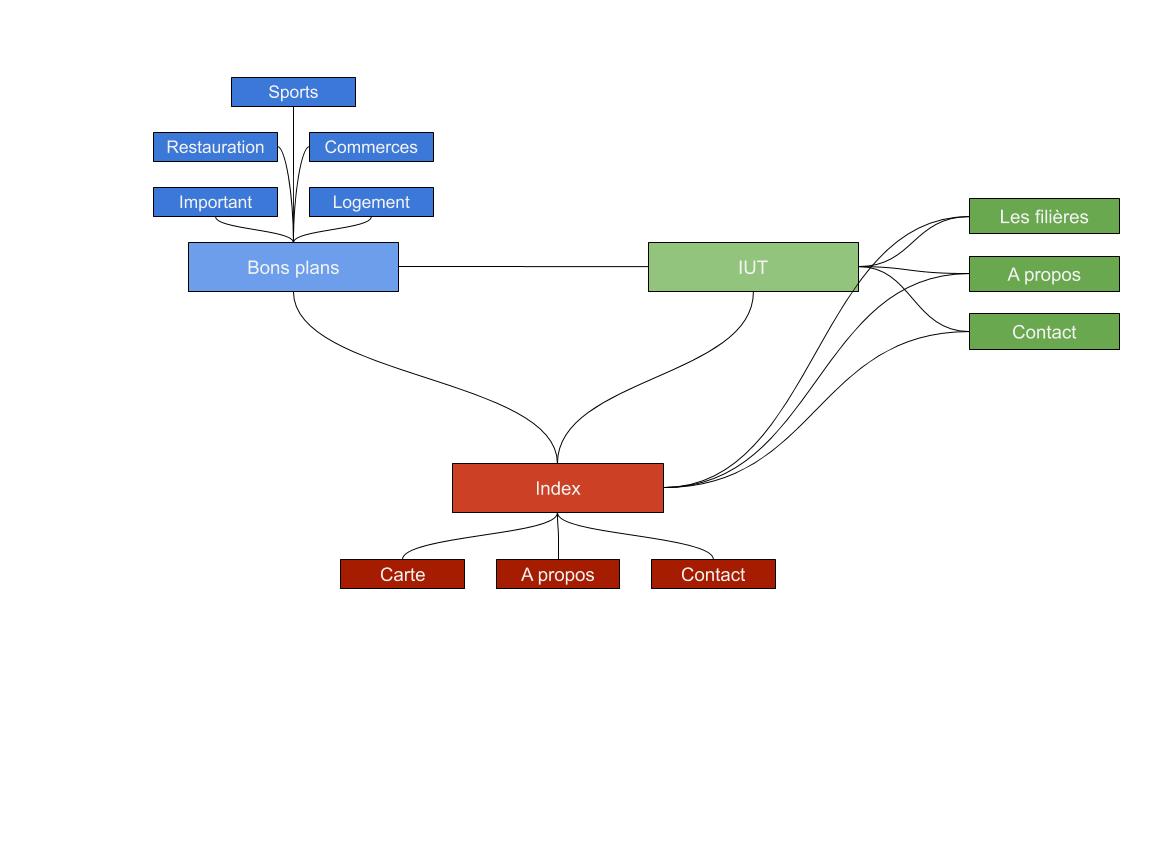 Sports
Restauration
Commerces
Important
Logement
Les filières
Bons plans
IUT
A propos
Contact
Index
Carte
A propos
Contact